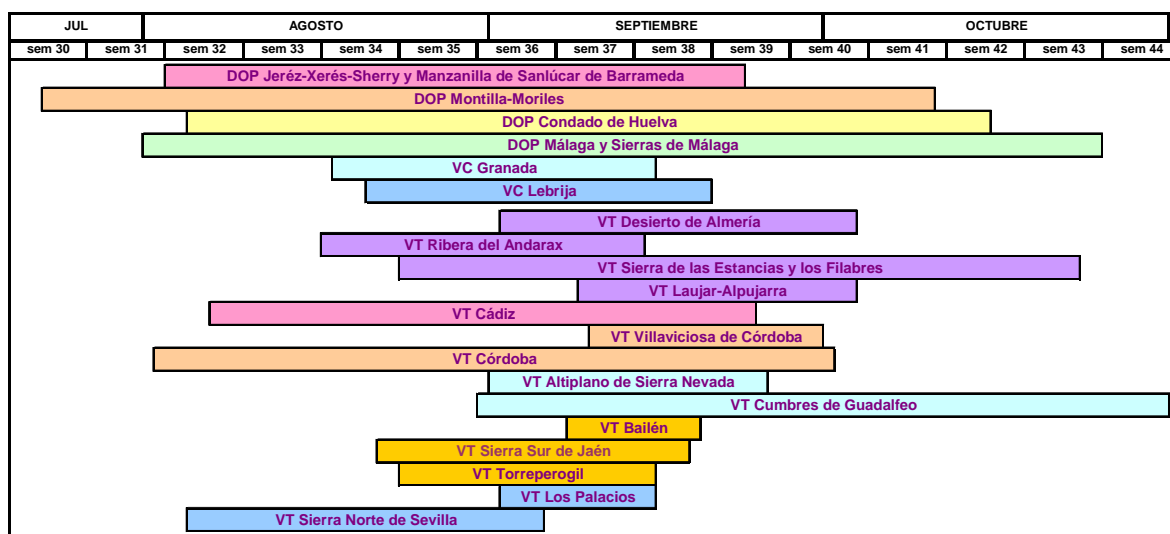 JUL AGOSTO SEPTIEMBRE OCTUBRE
sem 30 sem 31 sem 32 sem 33 sem 34 sem 35 sem 36 sem 37 sem 38 sem 39 sem 40 sem 41 sem 42 sem 43 sem 44
DOP Jeréz-Xerés-Sherry y Manzanilla de Sanlúcar de Barrameda
DOP Montilla-Moriles
DOP Condado de Huelva
DOP Málaga y Sierras de Málaga
VC Granada
VC Lebrija
VT Desierto de Almería
VT Ribera del Andarax
VT Sierra de las Estancias y los Filabres
VT Laujar-Alpujarra
VT Cádiz
VT Villaviciosa de Córdoba
VT Córdoba
VT Altiplano de Sierra Nevada
VT Cumbres de Guadalfeo
VT Bailén
VT Sierra Sur de Jaén
VT Torreperogil
VT Los Palacios
VT Sierra Norte de Sevilla